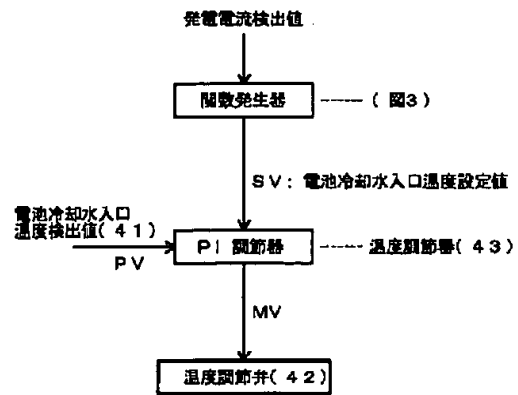 発電電流検出値
関数発生器 ------ ( 図3 )
SV: 電池冷却水入口温度設定値
電池冷却水入口
温度検出値( 41 )
PI 調節器 ------ 温度調節器( 43 )
PV
MV
温度調節弁( 42 )